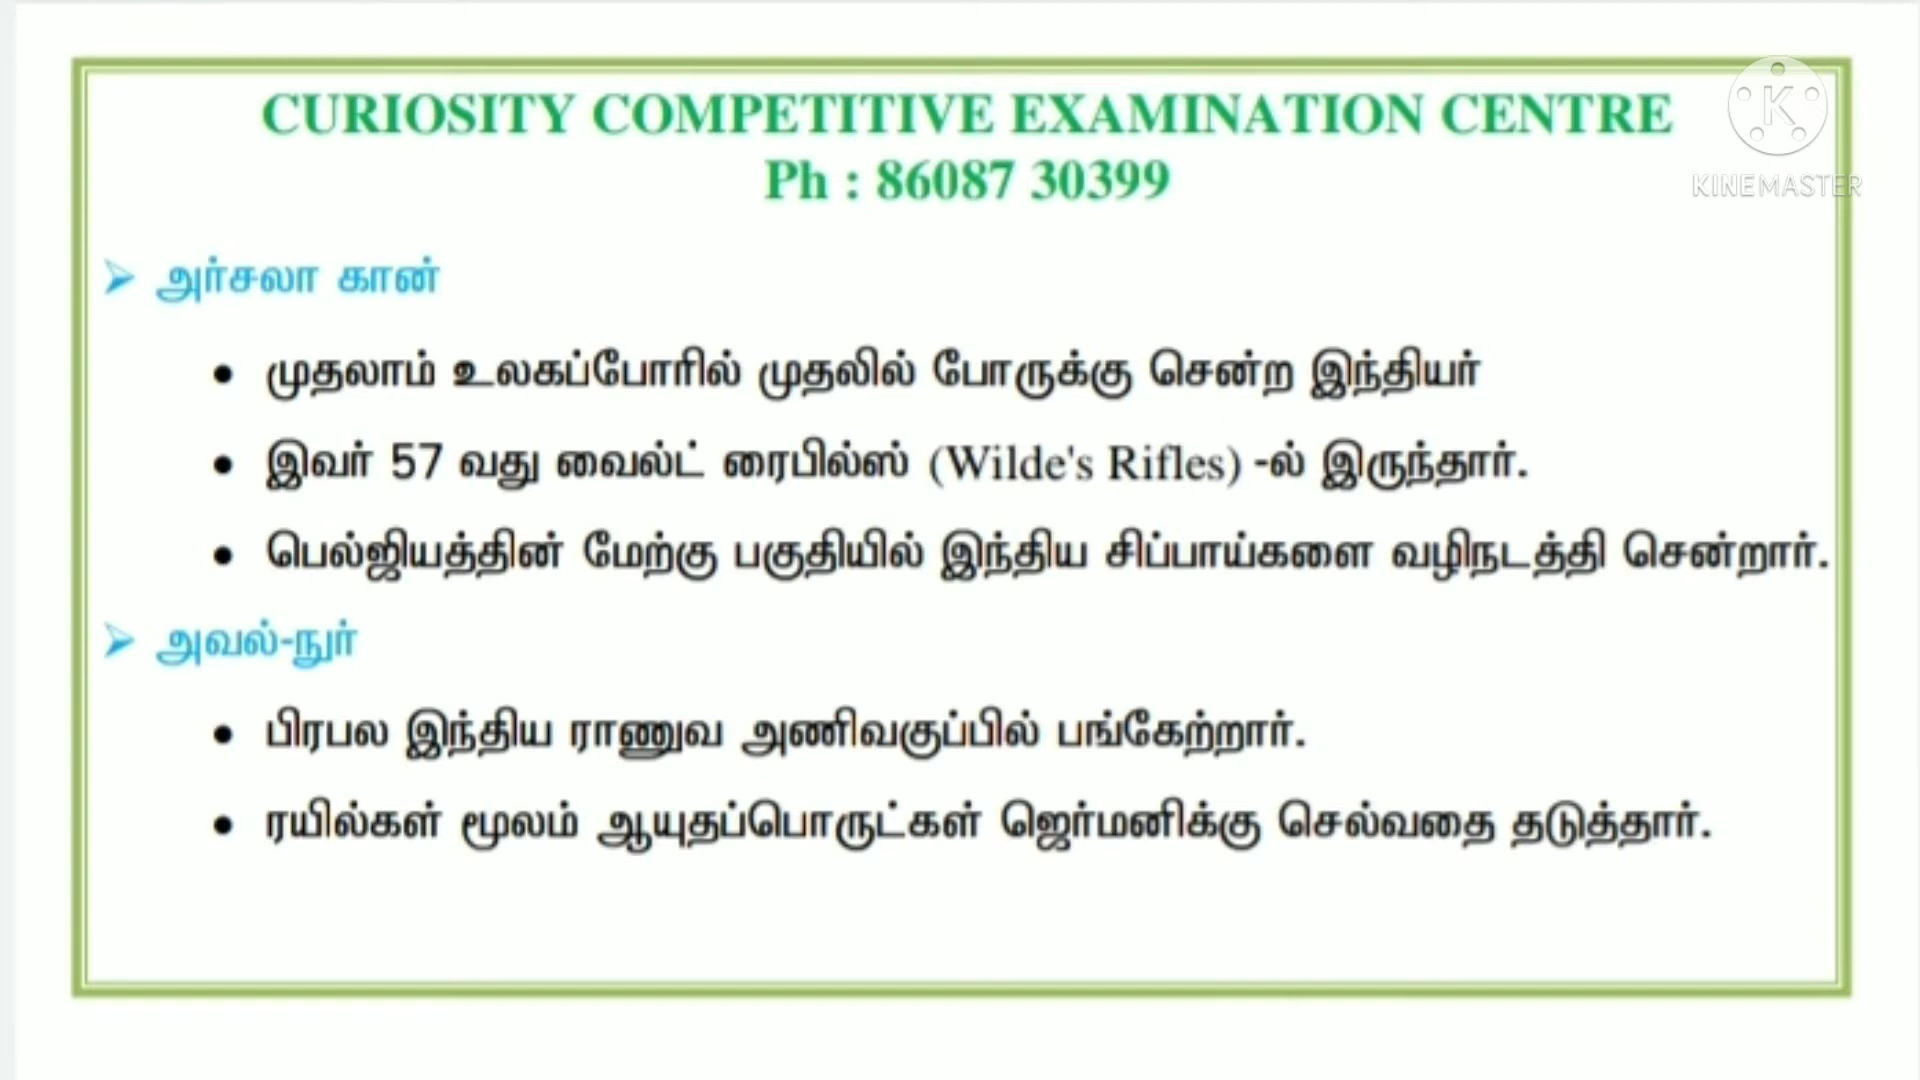 CURIOSITY COMPETITIVE EXAMINATION CENTRE
Ph : 86087 30399
KINEMASTER
அர்சலா கான்
முதலாம் உலகப்போரில் முதலில் போருக்கு சென்ற இந்தியர்
இவர் 57 வது வைல்ட் ரைபில்ஸ் (Wilde's Rifles) -ல் இருந்தார்.
பெல்ஜியத்தின் மேற்கு பகுதியில் இந்திய சிப்பாய்களை வழிநடத்தி சென்றார்.
அவல்-நுர்
பிரபல இந்திய ராணுவ அணிவகுப்பில் பங்கேற்றார்.
ரயில்கள் மூலம் ஆயுதப்பொருட்கள் ஜெர்மனிக்கு செல்வதை தடுத்தார்.